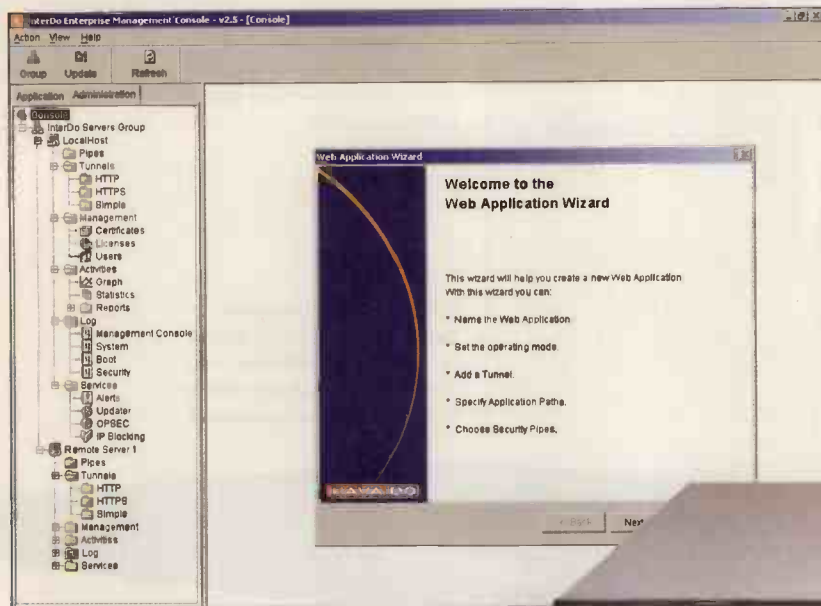 InterDo Enterprise Management Console - v2.5 - [Console]
Action View Help
Group Update Refresh
Application Administration
Console
InterDo Servers Group
LocalHost
Pipes
Tunnels
HTTP
HTTPS
Simple
Management
Certificates
Licenses
Users
Activities
Graph
Statistics
Reports
Log
Management Console
System
Boot
Security
Services
Alerts
Updater
OPSEC
IP Blocking
Remote Server 1
Pipes
Tunnels
HTTP
HTTPS
Simple
Management
Activities
Log
Services
Web Application Wizard
Welcome to the
Web Application Wizard
This wizard will help you create a new Web Application
With this wizard you can:
* Name the Web Application
* Set the operating mode.
* Add a Tunnel.
* Specify Application Paths.
* Choose Security Pipes.
KAVADO
< Back Next